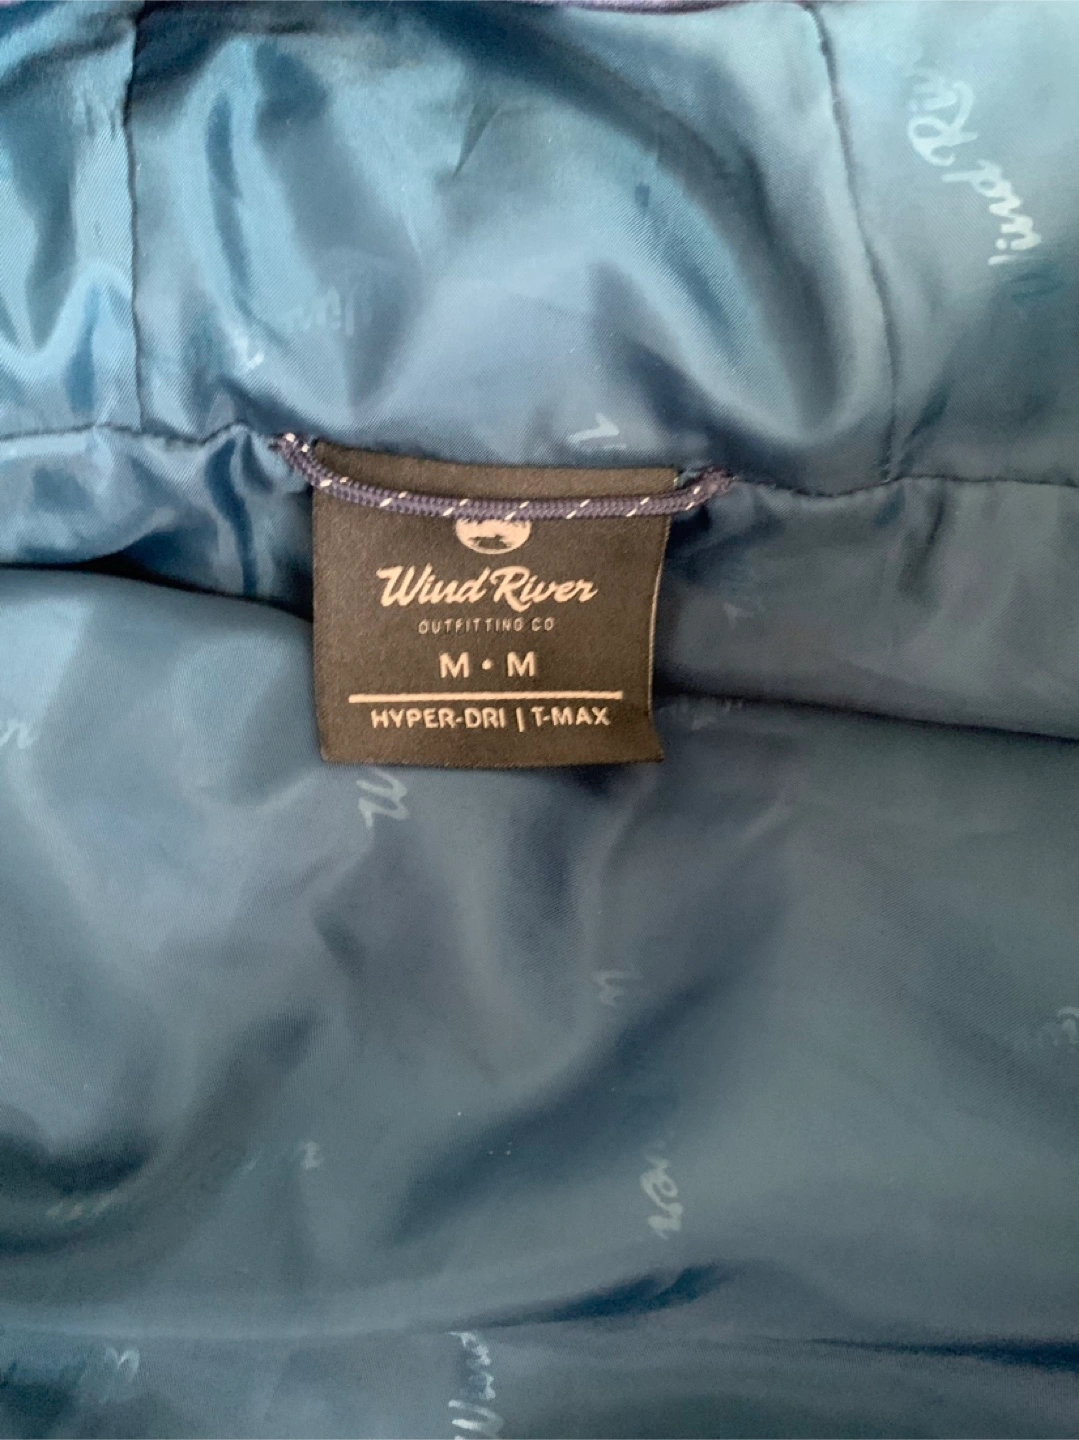 Wind River
OUTFITTING CO
M • M
HYPER-DRI | T-MAX